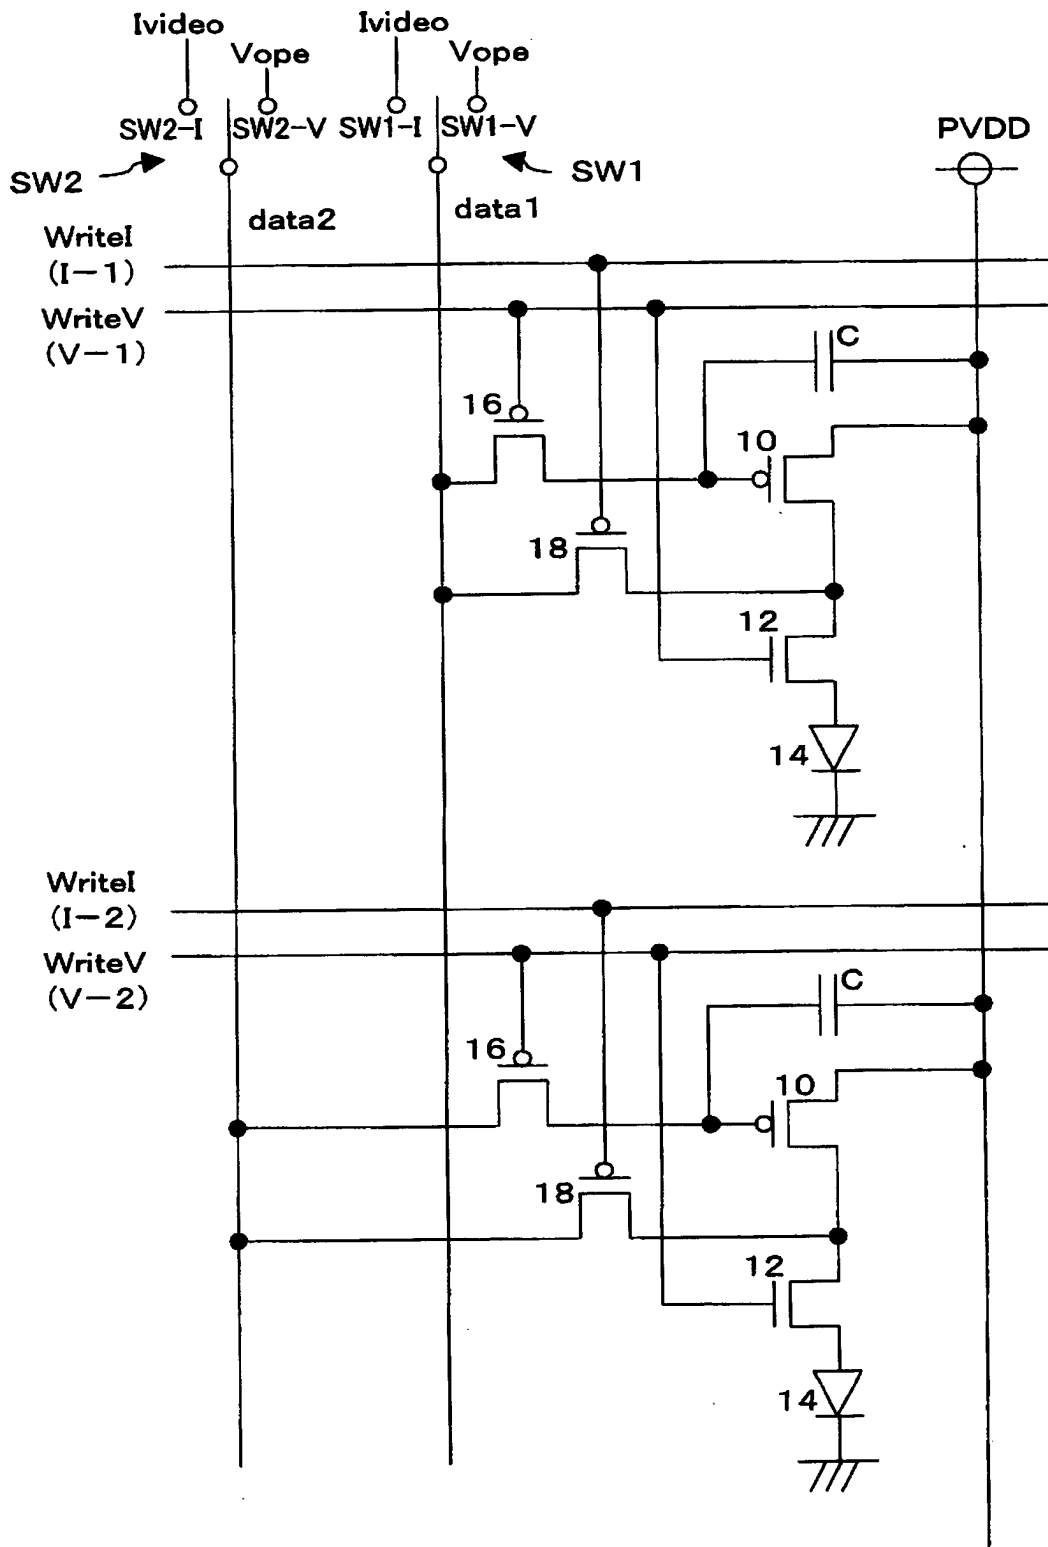 Ivideo
Ivideo
Vope
Vope
SW2-I
SW2-V
SW1-I
SW1-V
PVDD
SW2
SW1
data2
data1
WriteI
(I-1)
WriteV
(V-1)
C
16
10
18
12
14
WriteI
(I-2)
WriteV
(V-2)
C
16
10
18
12
14